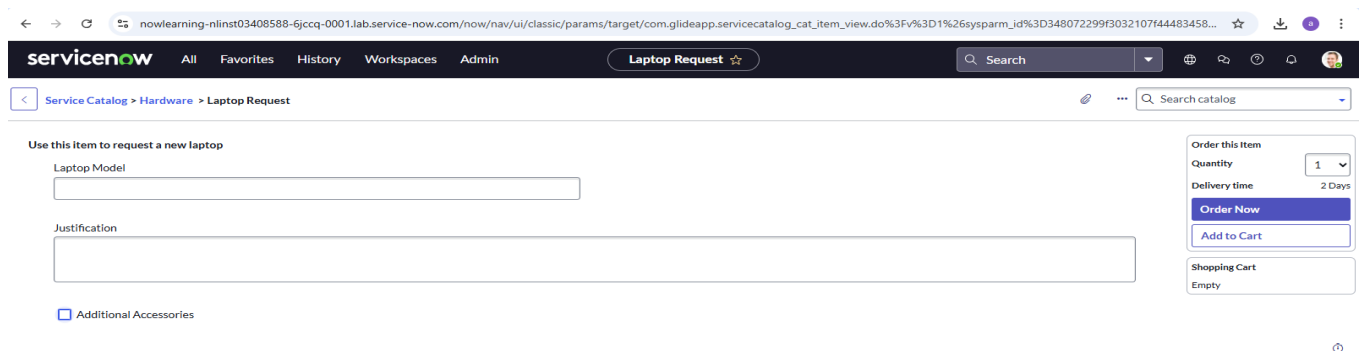 nowlearning-nlinst03408588-6jccq-0001.lab.service-now.com/now/nav/ui/classic/params/target/com.glideapp.servicecatalog_cat_item_view.do%3Fv%3D1%26sysparm_id%3D348072299f3032107f44483458...
a
servicenow All Favorites History Workspaces Admin Laptop Request Search
Service Catalog > Hardware > Laptop Request Search catalog
Use this item to request a new laptop
Laptop Model
Justification
Additional Accessories
Order this Item
Quantity 1
Delivery time 2 Days
Order Now
Add to Cart
Shopping Cart
Empty